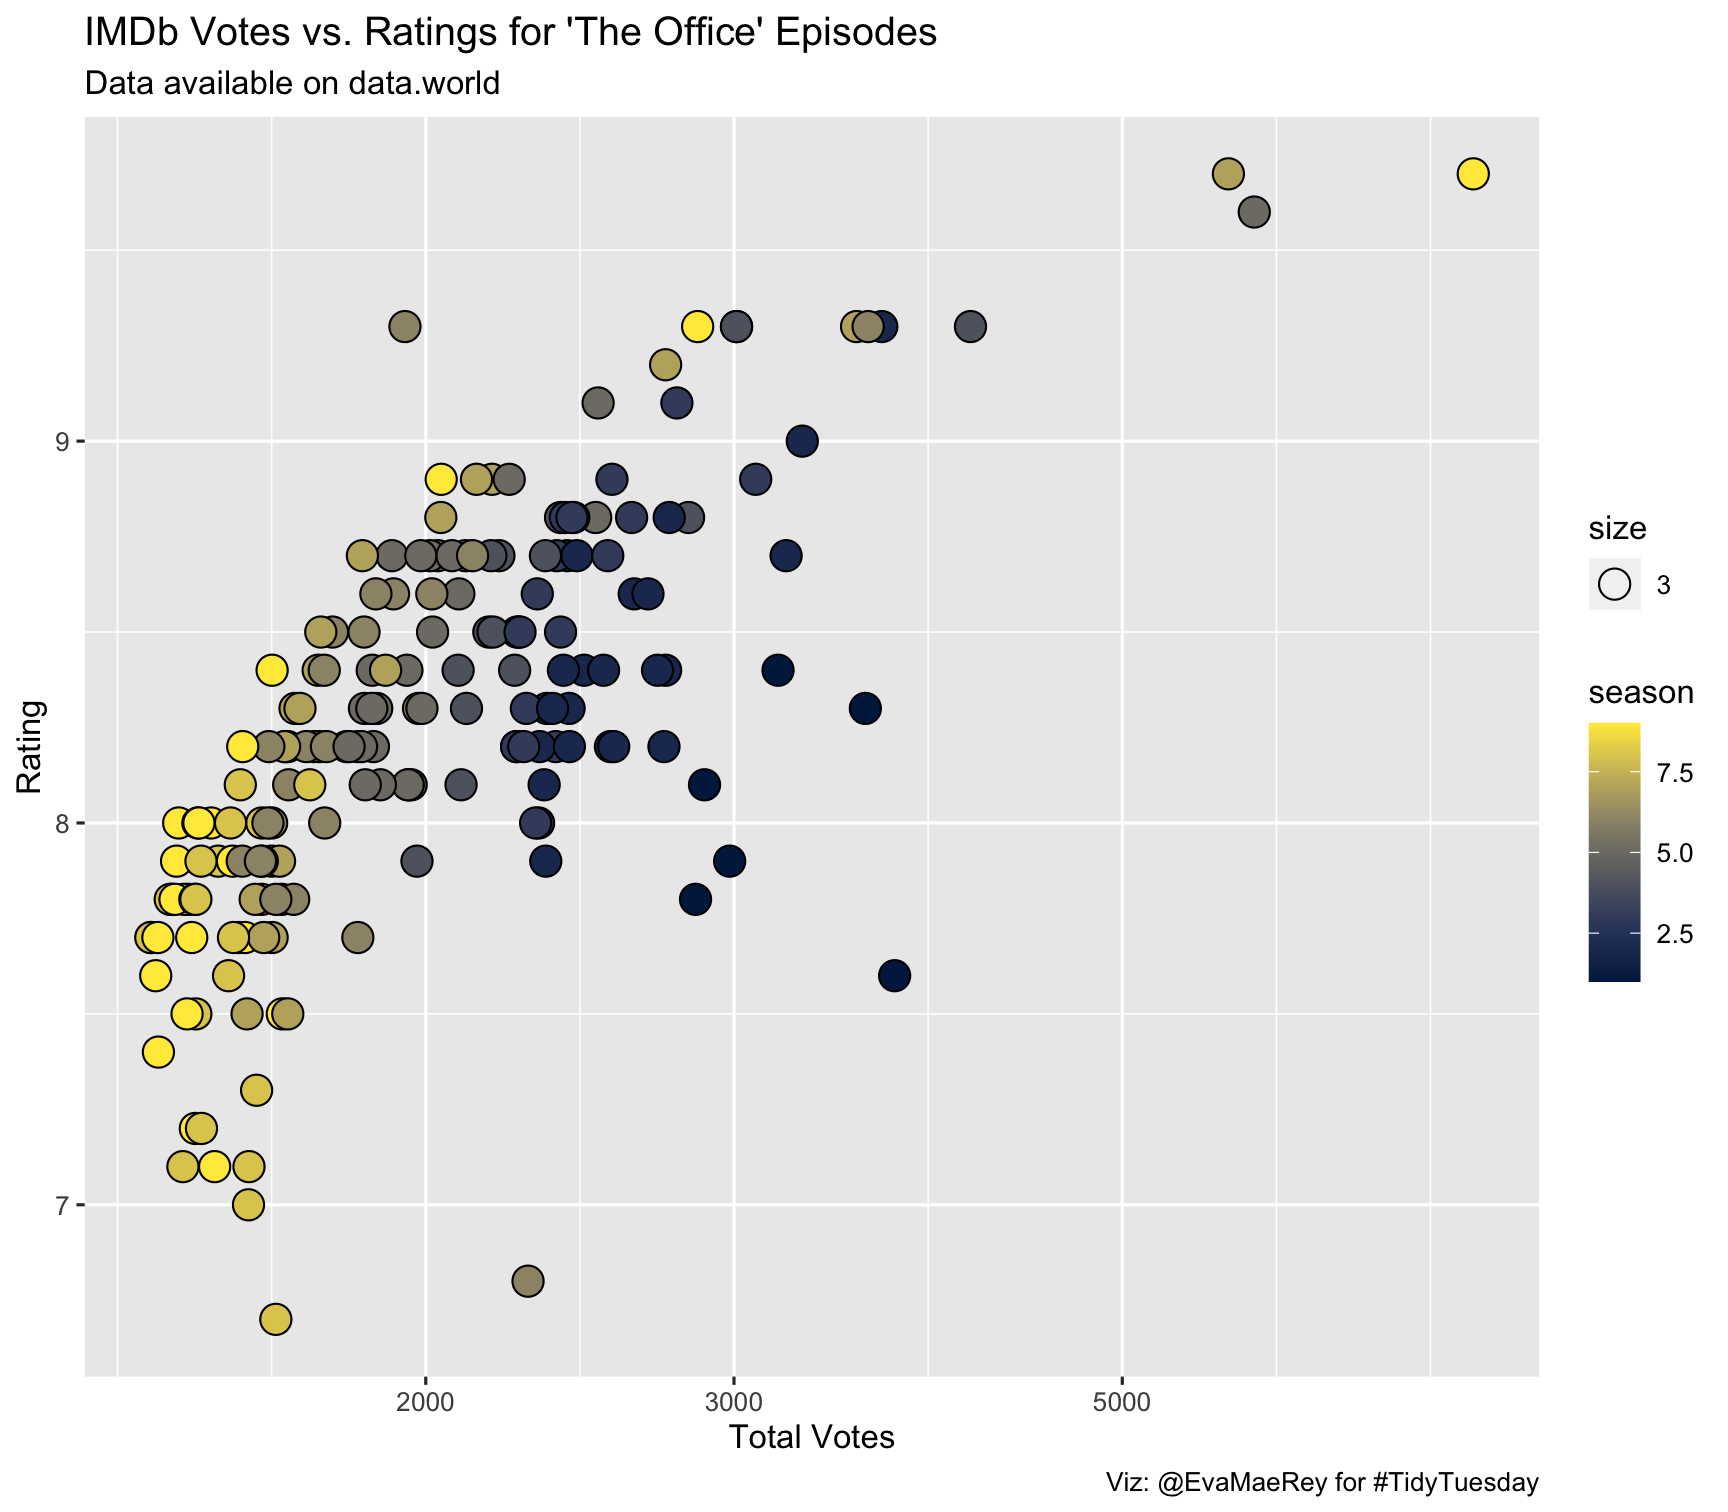 IMDb Votes vs. Ratings for 'The Office' Episodes
Data available on data.world
9
8
7
Rating
2000 3000 5000
Total Votes
size
3
season
7.5
5.0
2.5
Viz: @EvaMaeRey for #TidyTuesday